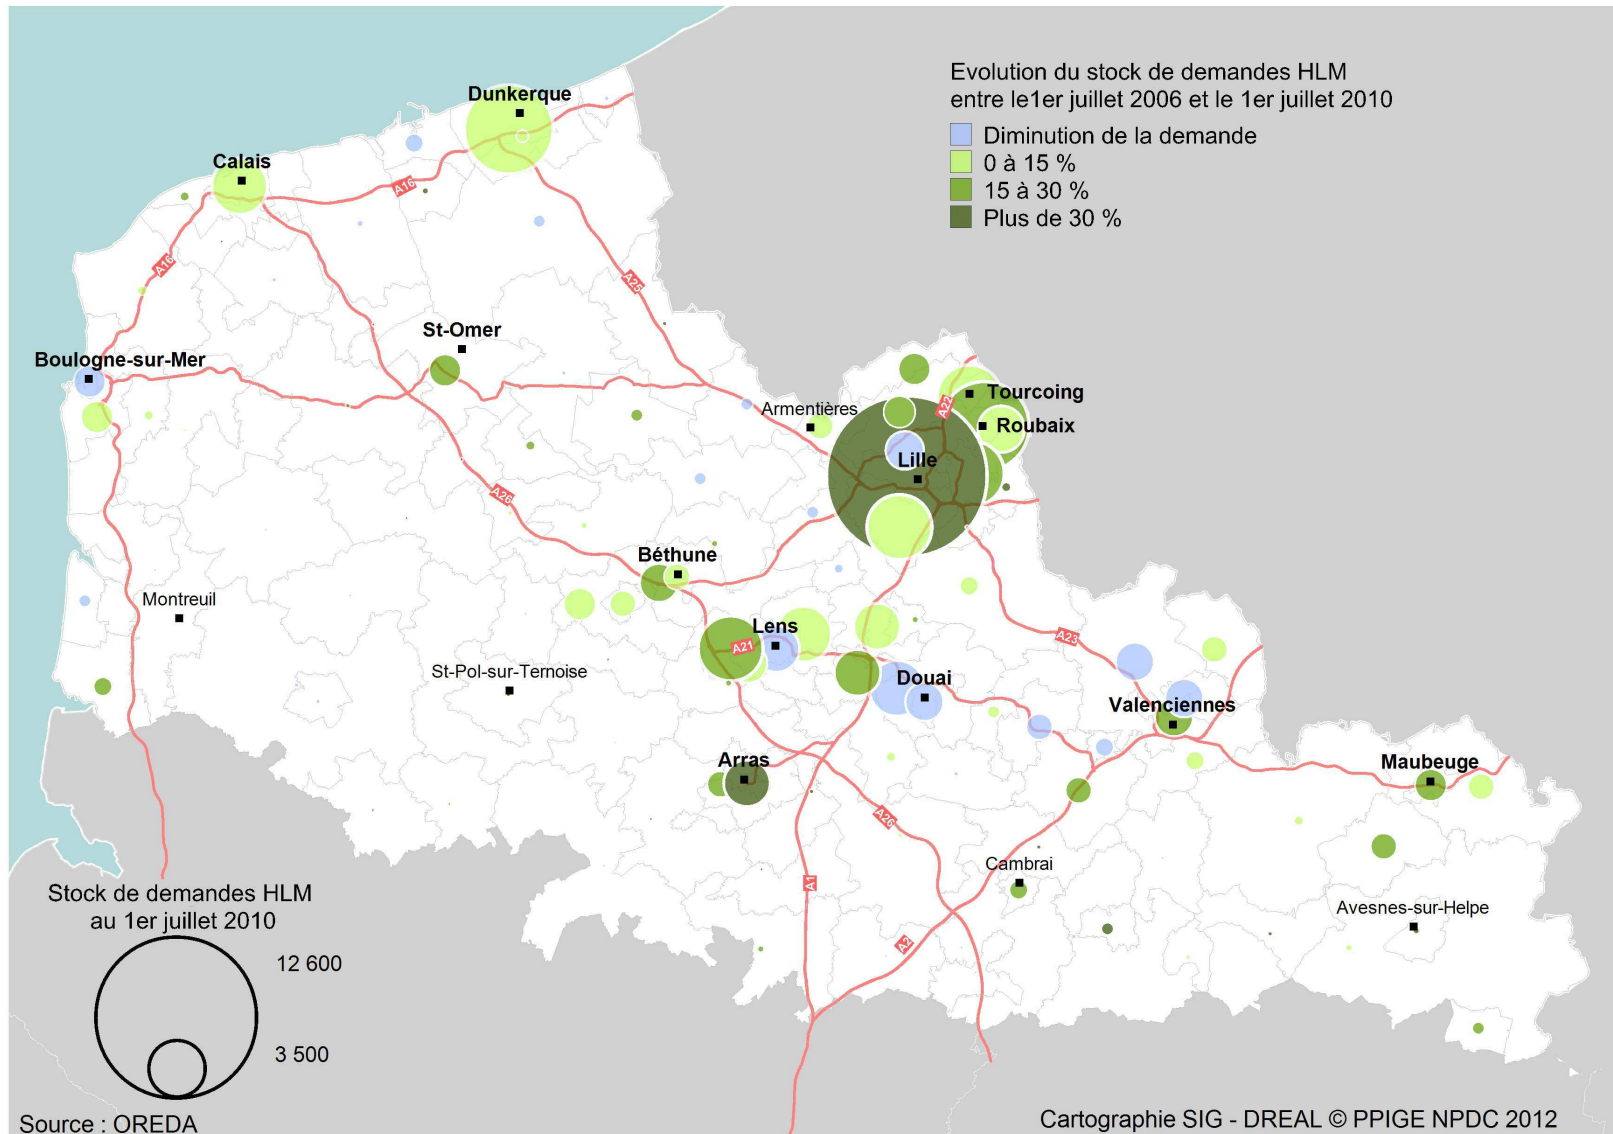 Evolution du stock de demandes HLM
entre le1er juillet 2006 et le 1er juillet 2010
Diminution de la demande
0 à 15 %
15 à 30 %
Plus de 30 %
Dunkerque
Calais
A16
A16
A25
St-Omer
Boulogne-sur-Mer
Armentières
A22
Tourcoing
Roubaix
Lille
A26
Béthune
Montreuil
Lens
A21
A23
St-Pol-sur-Ternoise
Douai
Valenciennes
Arras
Maubeuge
A26
Cambrai
A1
A2
Avesnes-sur-Helpe
Stock de demandes HLM
au 1er juillet 2010
12 600
3 500
Source : OREDA
Cartographie SIG - DREAL © PPIGE NPDC 2012